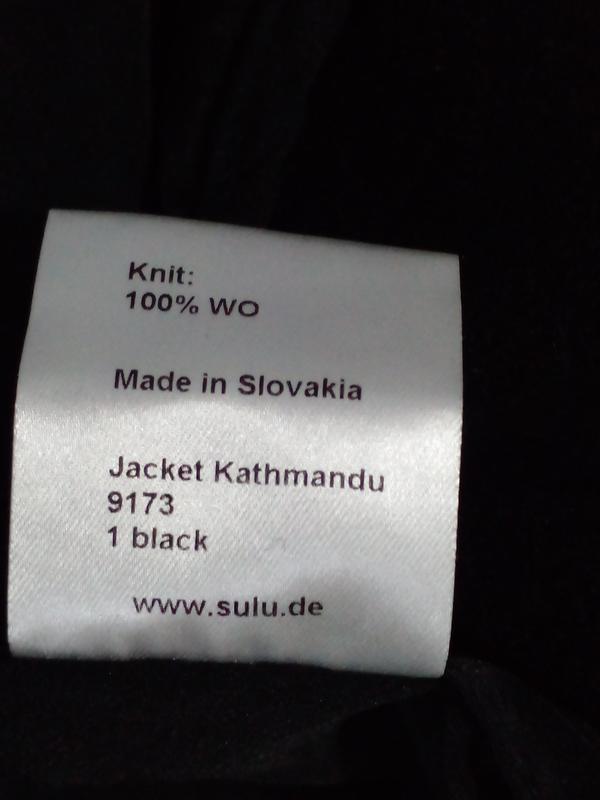 Knit:
100% WO
Made in Slovakia
Jacket Kathmandu
9173
1 black
www.sulu.de